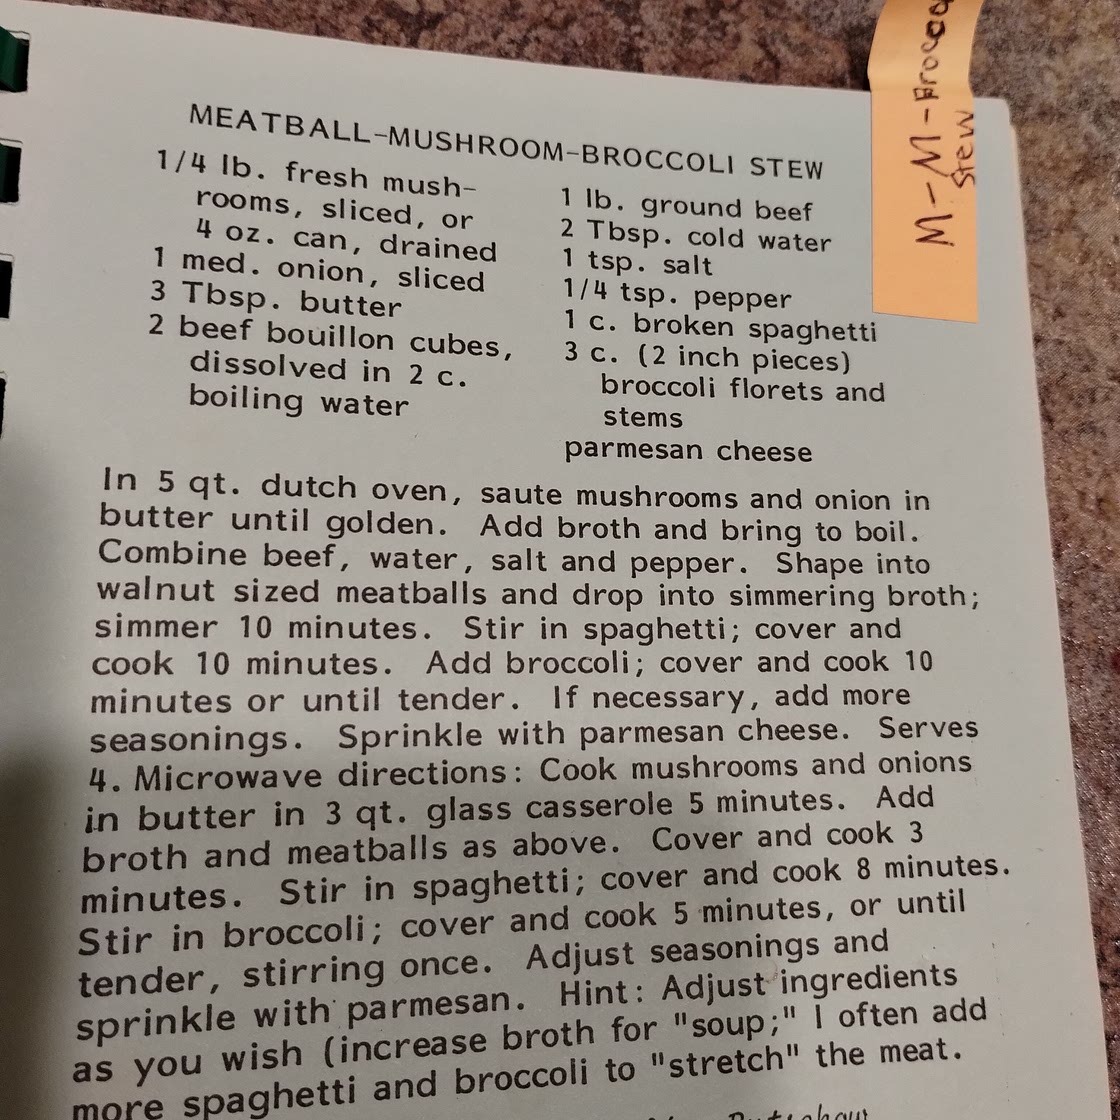 MEATBALL-MUSHROOM-BROCCOLI STEW
1/4 lb. fresh mush-
rooms, sliced, or
4 oz. can, drained
1 med. onion, sliced
3 Tbsp. butter
2 beef bouillon cubes,
dissolved in 2 c.
boiling water
1 lb. ground beef
2 Tbsp. cold water
1 tsp. salt
1/4 tsp. pepper
1 c. broken spaghetti
3 c. (2 inch pieces)
broccoli florets and
stems
parmesan cheese
In 5 qt. dutch oven, saute mushrooms and onion in
butter until golden. Add broth and bring to boil.
Combine beef, water, salt and pepper. Shape into
walnut sized meatballs and drop into simmering broth;
simmer 10 minutes. Stir in spaghetti; cover and
cook 10 minutes. Add broccoli; cover and cook 10
minutes or until tender. If necessary, add more
seasonings. Sprinkle with parmesan cheese. Serves
4. Microwave directions: Cook mushrooms and onions
in butter in 3 qt. glass casserole 5 minutes. Add
broth and meatballs as above. Cover and cook 3
minutes. Stir in spaghetti; cover and cook 8 minutes.
Stir in broccoli; cover and cook 5 minutes, or until
tender, stirring once. Adjust seasonings and
sprinkle with parmesan. Hint: Adjust ingredients
as you wish (increase broth for "soup;" I often add
more spaghetti and broccoli to "stretch" the meat.
M-M-Brocco
Stew